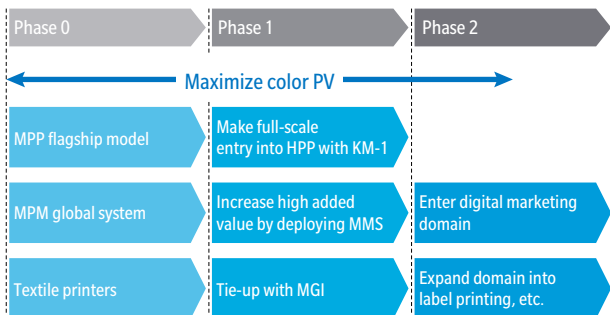 Phase 0
Phase 1
Phase 2
Maximize color PV
MPP flagship model
Make full-scale
entry into HPP with KM-1
MPM global system
Increase high added
value by deploying MMS
Enter digital marketing
domain
Textile printers
Tie-up with MGI
Expand domain into
label printing, etc.